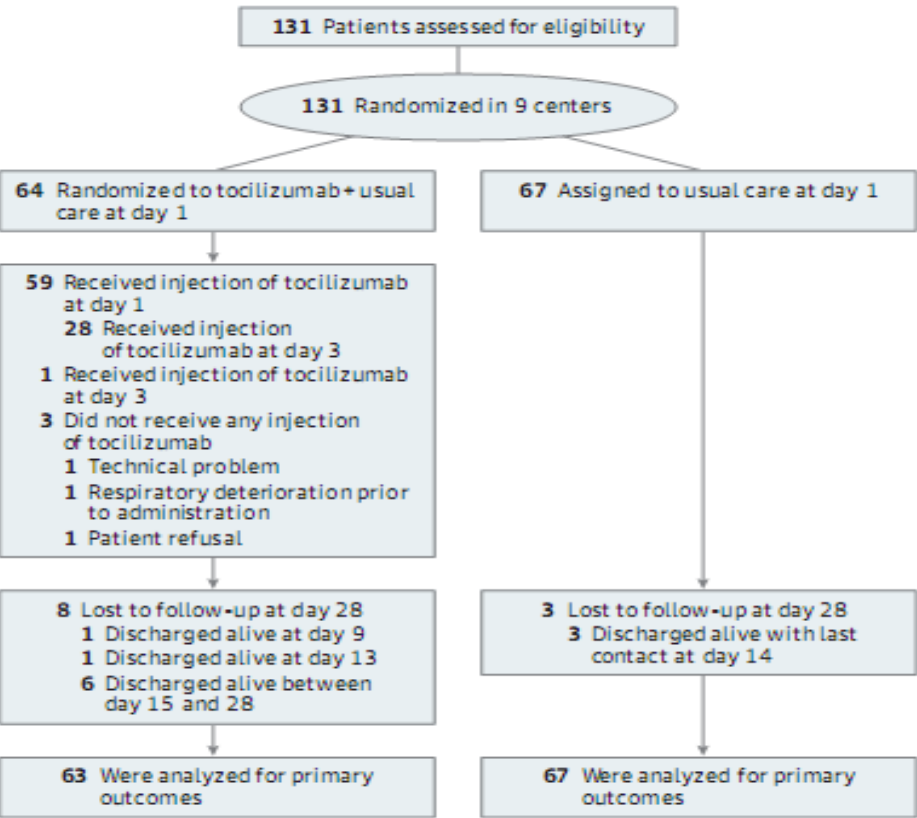 131 Patients assessed for eligibility
131 Randomized in 9 centers
64 Randomized to tocilizumab + usual
care at day 1
67 Assigned to usual care at day 1
59 Received injection of tocilizumab
at day 1
28 Received injection
of tocilizumab at day 3
1 Received injection of tocilizumab
at day 3
3 Did not receive any injection
of tocilizumab
1 Technical problem
1 Respiratory deterioration prior
to administration
1 Patient refusal
8 Lost to follow-up at day 28
1 Discharged alive at day 9
1 Discharged alive at day 13
6 Discharged alive between
day 15 and 28
3 Lost to follow-up at day 28
3 Discharged alive with last
contact at day 14
63 Were analyzed for primary
outcomes
67 Were analyzed for primary
outcomes